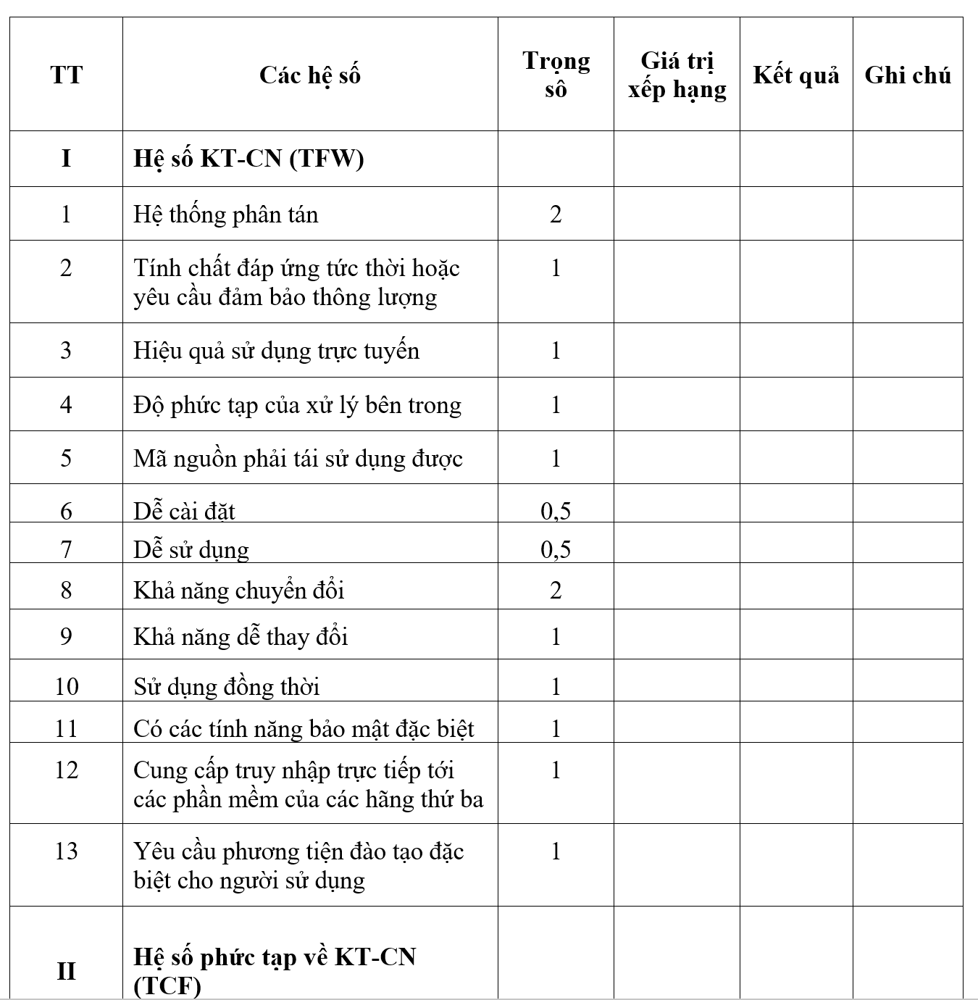 TT Các hệ số Trọng sô Giá trị xếp hạng Kết quả Ghi chú
I Hệ số KT-CN (TFW)
1 Hệ thống phân tán 2
2 Tính chất đáp ứng tức thời hoặc 1
yêu cầu đảm bảo thông lượng
3 Hiệu quả sử dụng trực tuyến 1
4 Độ phức tạp của xử lý bên trong 1
5 Mã nguồn phải tái sử dụng được 1
6 Dễ cài đặt 0,5
7 Dễ sử dụng 0,5
8 Khả năng chuyển đổi 2
9 Khả năng dễ thay đổi 1
10 Sử dụng đồng thời 1
11 Có các tính năng bảo mật đặc biệt 1
12 Cung cấp truy nhập trực tiếp tới 1
các phần mềm của các hãng thứ ba
13 Yêu cầu phương tiện đào tạo đặc 1
biệt cho người sử dụng
II Hệ số phức tạp về KT-CN
(TCF)